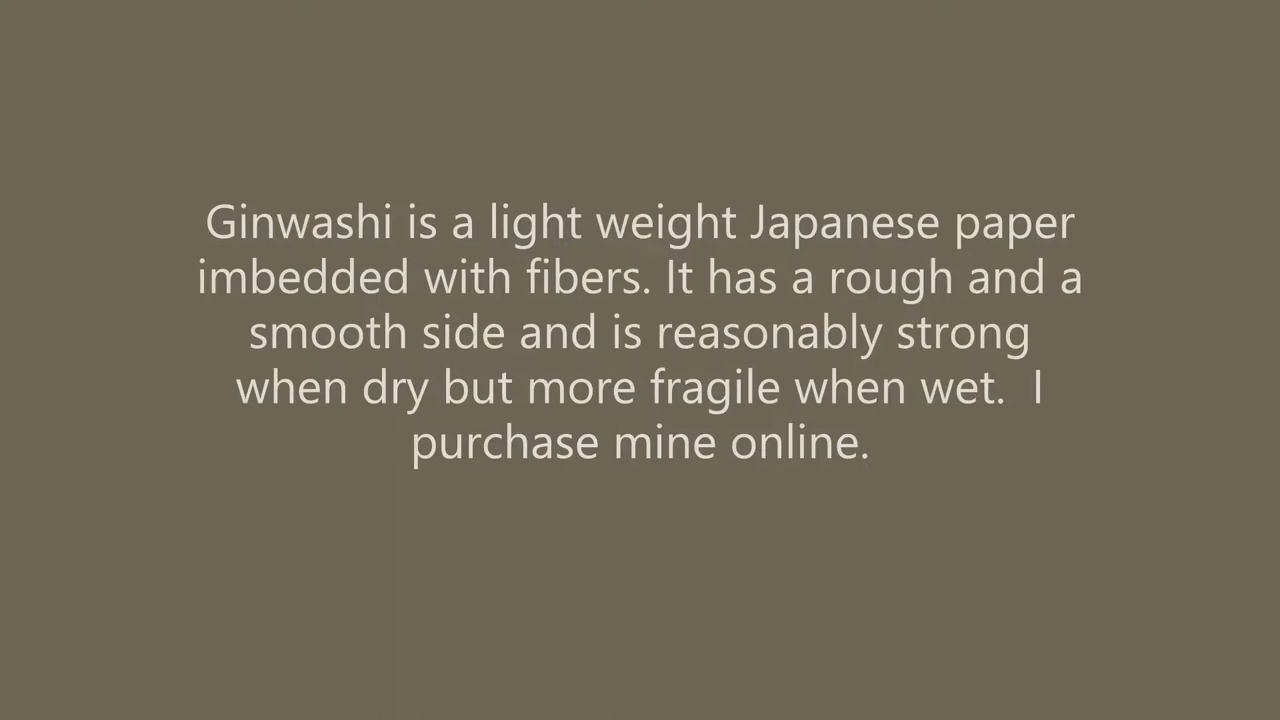 Ginwashi is a light weight Japanese paper
imbedded with fibers. It has a rough and a
smooth side and is reasonably strong
when dry but more fragile when wet.  I
purchase mine online.